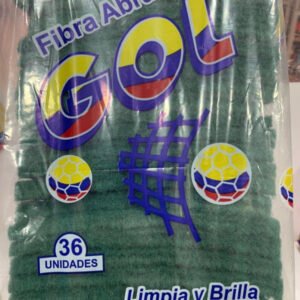 Fibra Abra
GOL
36
UNIDADES
Limpia y Brilla